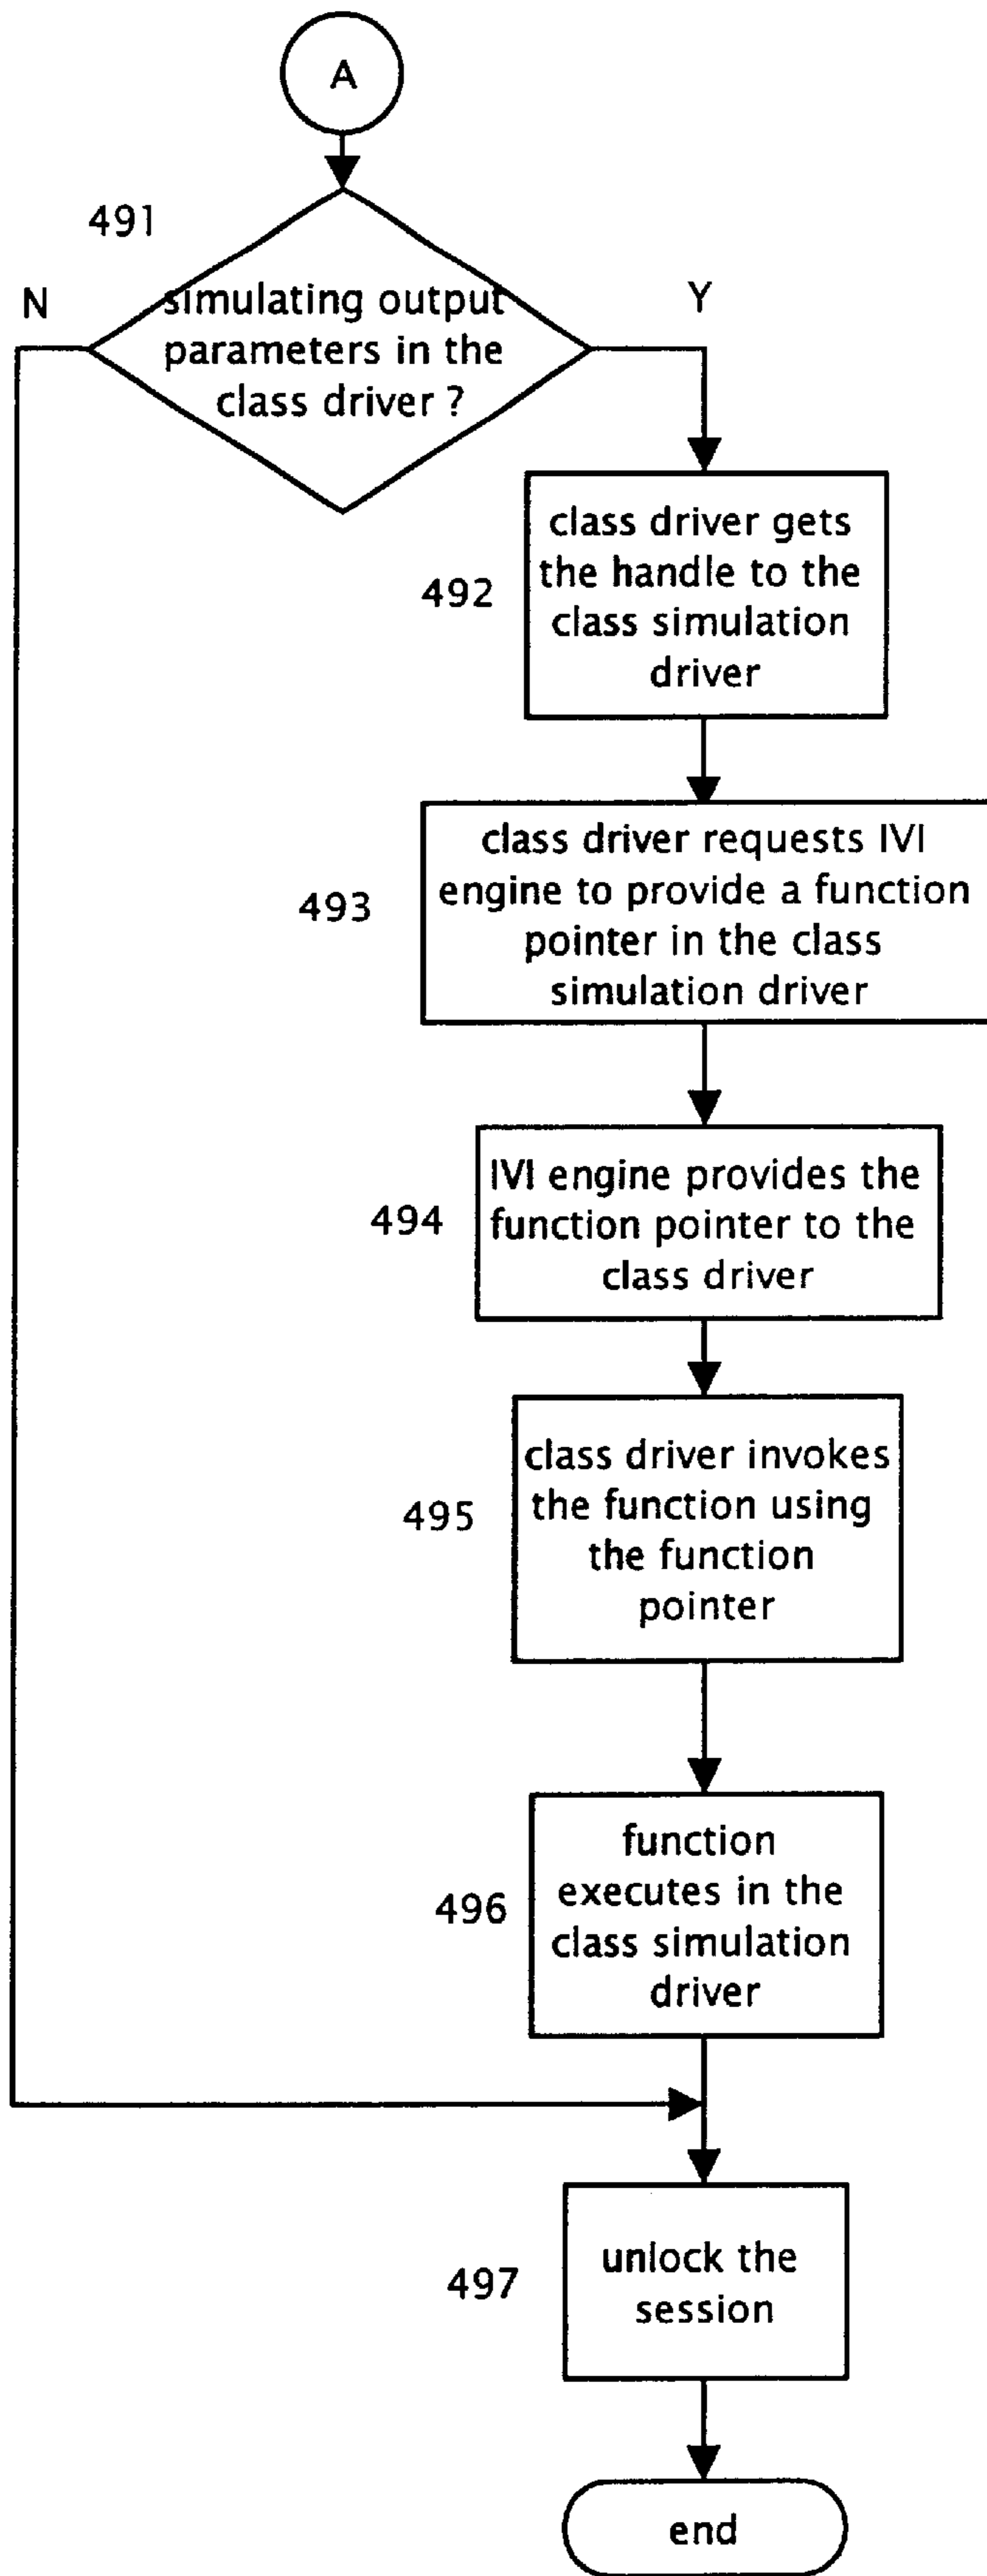 A
491
N
Y
simulating output
parameters in the
class driver ?
492
class driver gets
the handle to the
class simulation
driver
493
class driver requests IVI
engine to provide a function
pointer in the class
simulation driver
494
IVI engine provides the
function pointer to the
class driver
495
class driver invokes
the function using
the function
pointer
496
function
executes in the
class simulation
driver
497
unlock the
session
end